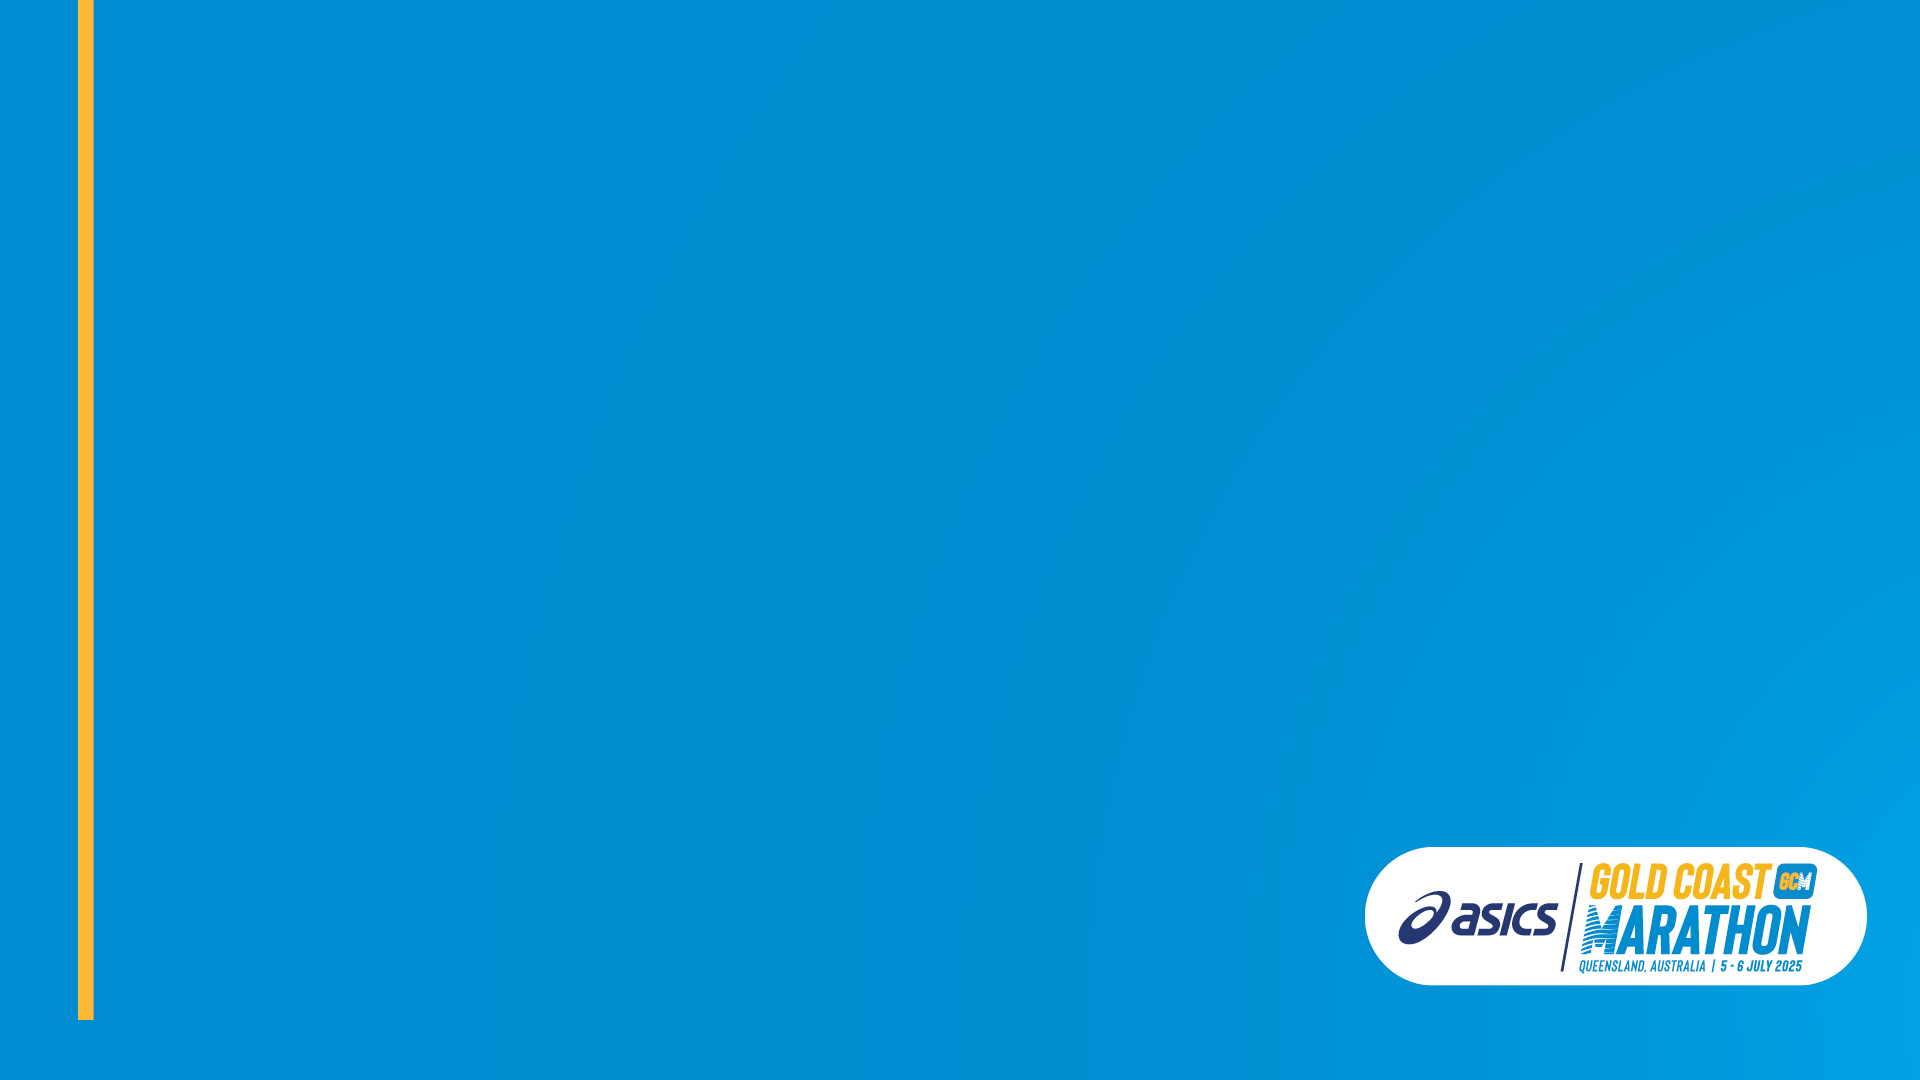 asics
GOLD COAST GCM
MARATHON
QUEENSLAND, AUSTRALIA | 5 - 6 JULY 2025